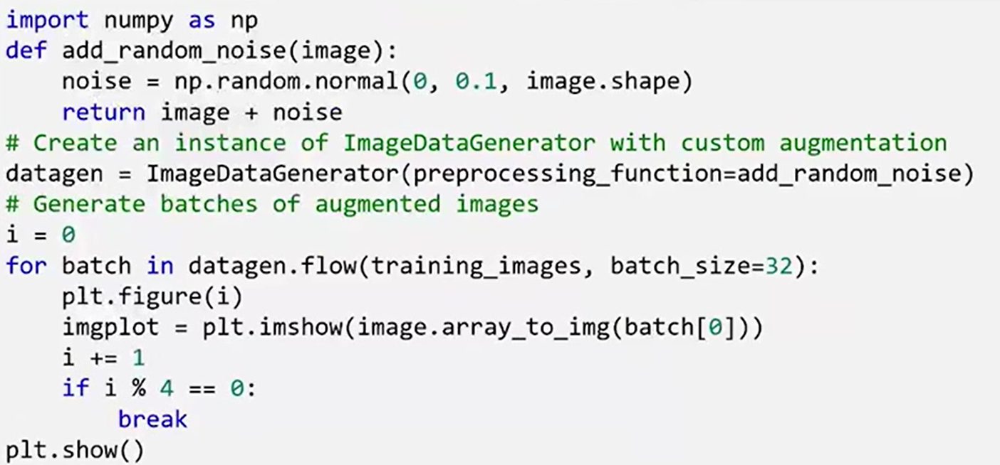 import numpy as np
def add_random_noise(image):
    noise = np.random.normal(0, 0.1, image.shape)
    return image + noise
# Create an instance of ImageDataGenerator with custom augmentation
datagen = ImageDataGenerator(preprocessing_function=add_random_noise)
# Generate batches of augmented images
i = 0
for batch in datagen.flow(training_images, batch_size=32):
    plt.figure(i)
    imgplot = plt.imshow(image.array_to_img(batch[0]))
    i += 1
    if i % 4 == 0:
        break
plt.show()